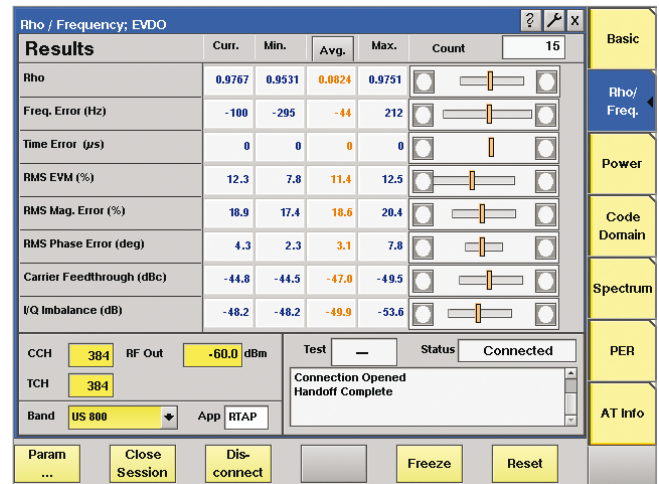 Rho / Frequency; EVDO ? X
Results Curr. Min. Avg. Max. Count 15
Rho 0.9767 0.9531 0.0824 0.9751
Freq. Error (Hz) -100 -295 -44 212
Time Error (µs) 0 0 0 0
RMS EVM (%) 12.3 7.8 11.4 12.5
RMS Mag. Error (%) 18.9 17.4 18.6 20.4
RMS Phase Error (deg) 4.3 2.3 3.1 7.8
Carrier Feedthrough (dBc) -44.8 -44.5 -47.0 -49.5
I/Q Imbalance (dB) -48.2 -48.2 -49.9 -53.6
CCH 384 RF Out -60.0 dBm
TCH 384
Band US 800 App RTAP
Test — Status Connected
Connection Opened
Handoff Complete
Param
...
Close
Session
Dis-
connect
Freeze
Reset
Basic
Rho/
Freq.
Power
Code
Domain
Spectrum
PER
AT Info